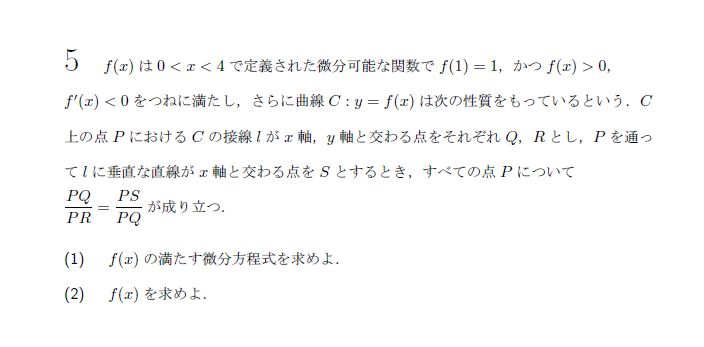 5 f(x) は 0 < x < 4 で定義された微分可能な関数で f(1) = 1，かつ f(x) > 0，
f′(x) < 0 をつねに満たし，さらに曲線 C : y = f(x) は次の性質をもっているという．C
上の点 P における C の接線 l が x 軸，y 軸と交わる点をそれぞれ Q，R とし，P を通っ
て l に垂直な直線が x 軸と交わる点を S とするとき，すべての点 P について
PQ/PR = PS/PQ が成り立つ．
(1) f(x) の満たす微分方程式を求めよ．
(2) f(x) を求めよ．